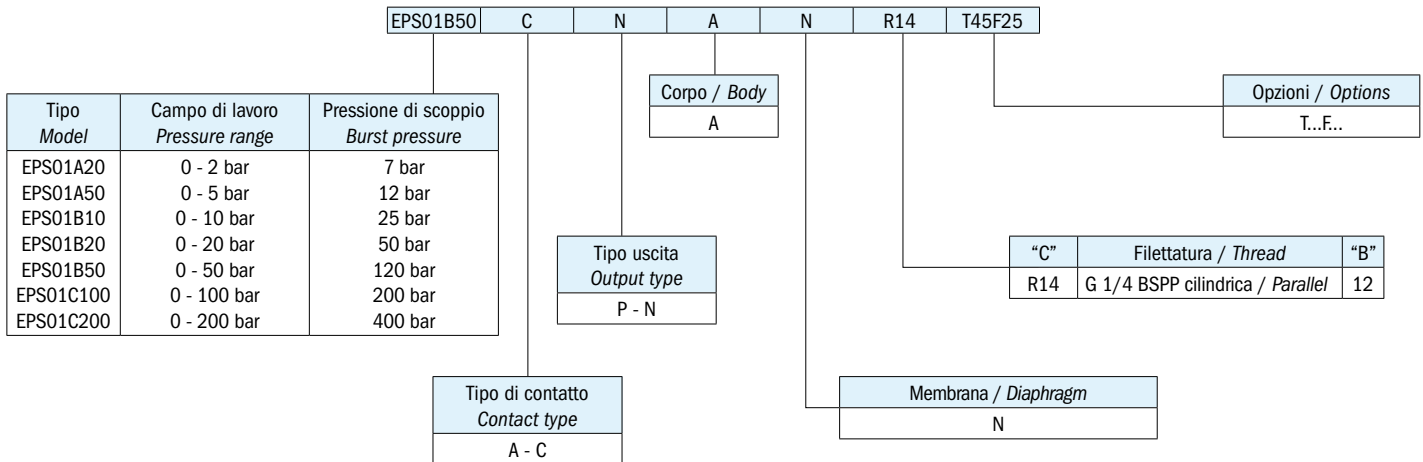 EPS01B50 C N A N R14 T45F25
Tipo Campo di lavoro Pressione di scoppio
Model Pressure range Burst pressure
EPS01A20 0 - 2 bar 7 bar
EPS01A50 0 - 5 bar 12 bar
EPS01B10 0 - 10 bar 25 bar
EPS01B20 0 - 20 bar 50 bar
EPS01B50 0 - 50 bar 120 bar
EPS01C100 0 - 100 bar 200 bar
EPS01C200 0 - 200 bar 400 bar
Corpo / Body
A
Opzioni / Options
T...F...
Tipo uscita
Output type
P - N
“C” Filettatura / Thread “B”
R14 G 1/4 BSPP cilindrica / Parallel 12
Tipo di contatto
Contact type
A - C
Membrana / Diaphragm
N